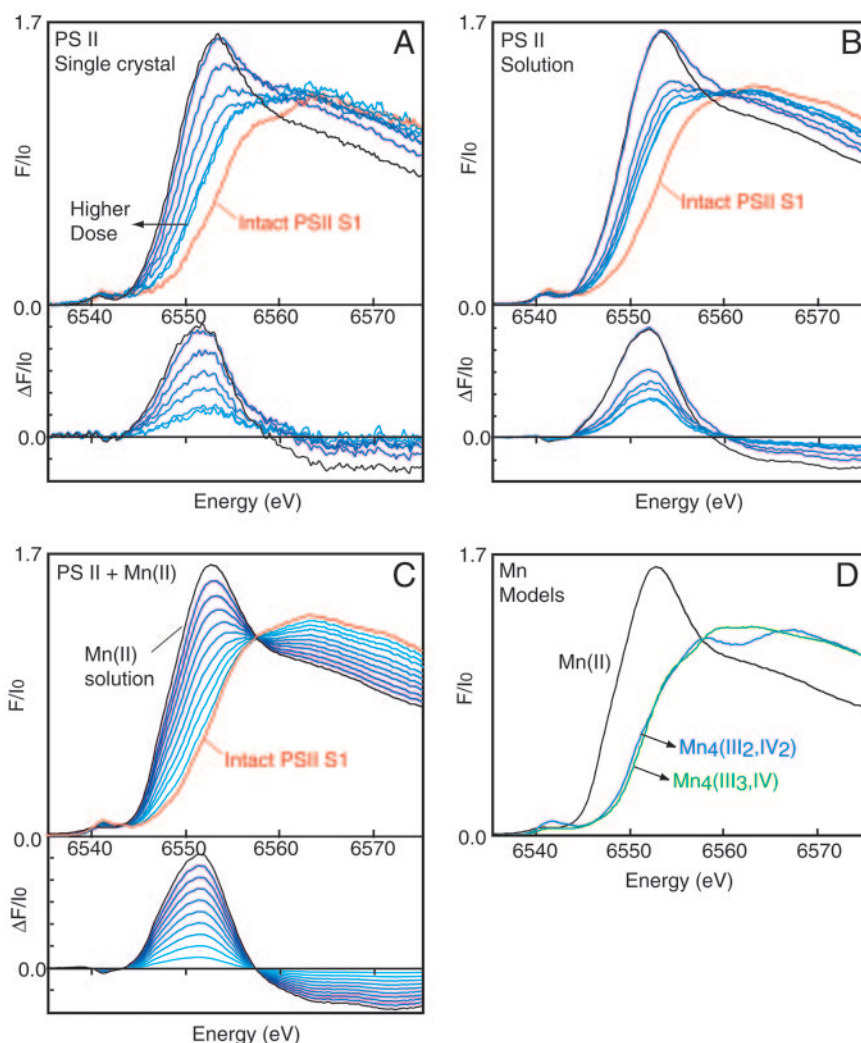 A
PS II
Single crystal
1.7
F/I0
Higher
Dose
Intact PSII S1
0.0
6540 6550 6560 6570
ΔF/I0
0.0
Energy (eV)
B
PS II
Solution
1.7
F/I0
Intact PSII S1
0.0
6540 6550 6560 6570
ΔF/I0
0.0
Energy (eV)
C
PS II + Mn(II)
1.7
F/I0
Mn(II)
solution
Intact PSII S1
0.0
6540 6550 6560 6570
ΔF/I0
0.0
Energy (eV)
D
Mn
Models
1.7
F/I0
Mn(II)
Mn4(III2,IV2)
Mn4(III3,IV)
0.0
6540 6550 6560 6570
Energy (eV)